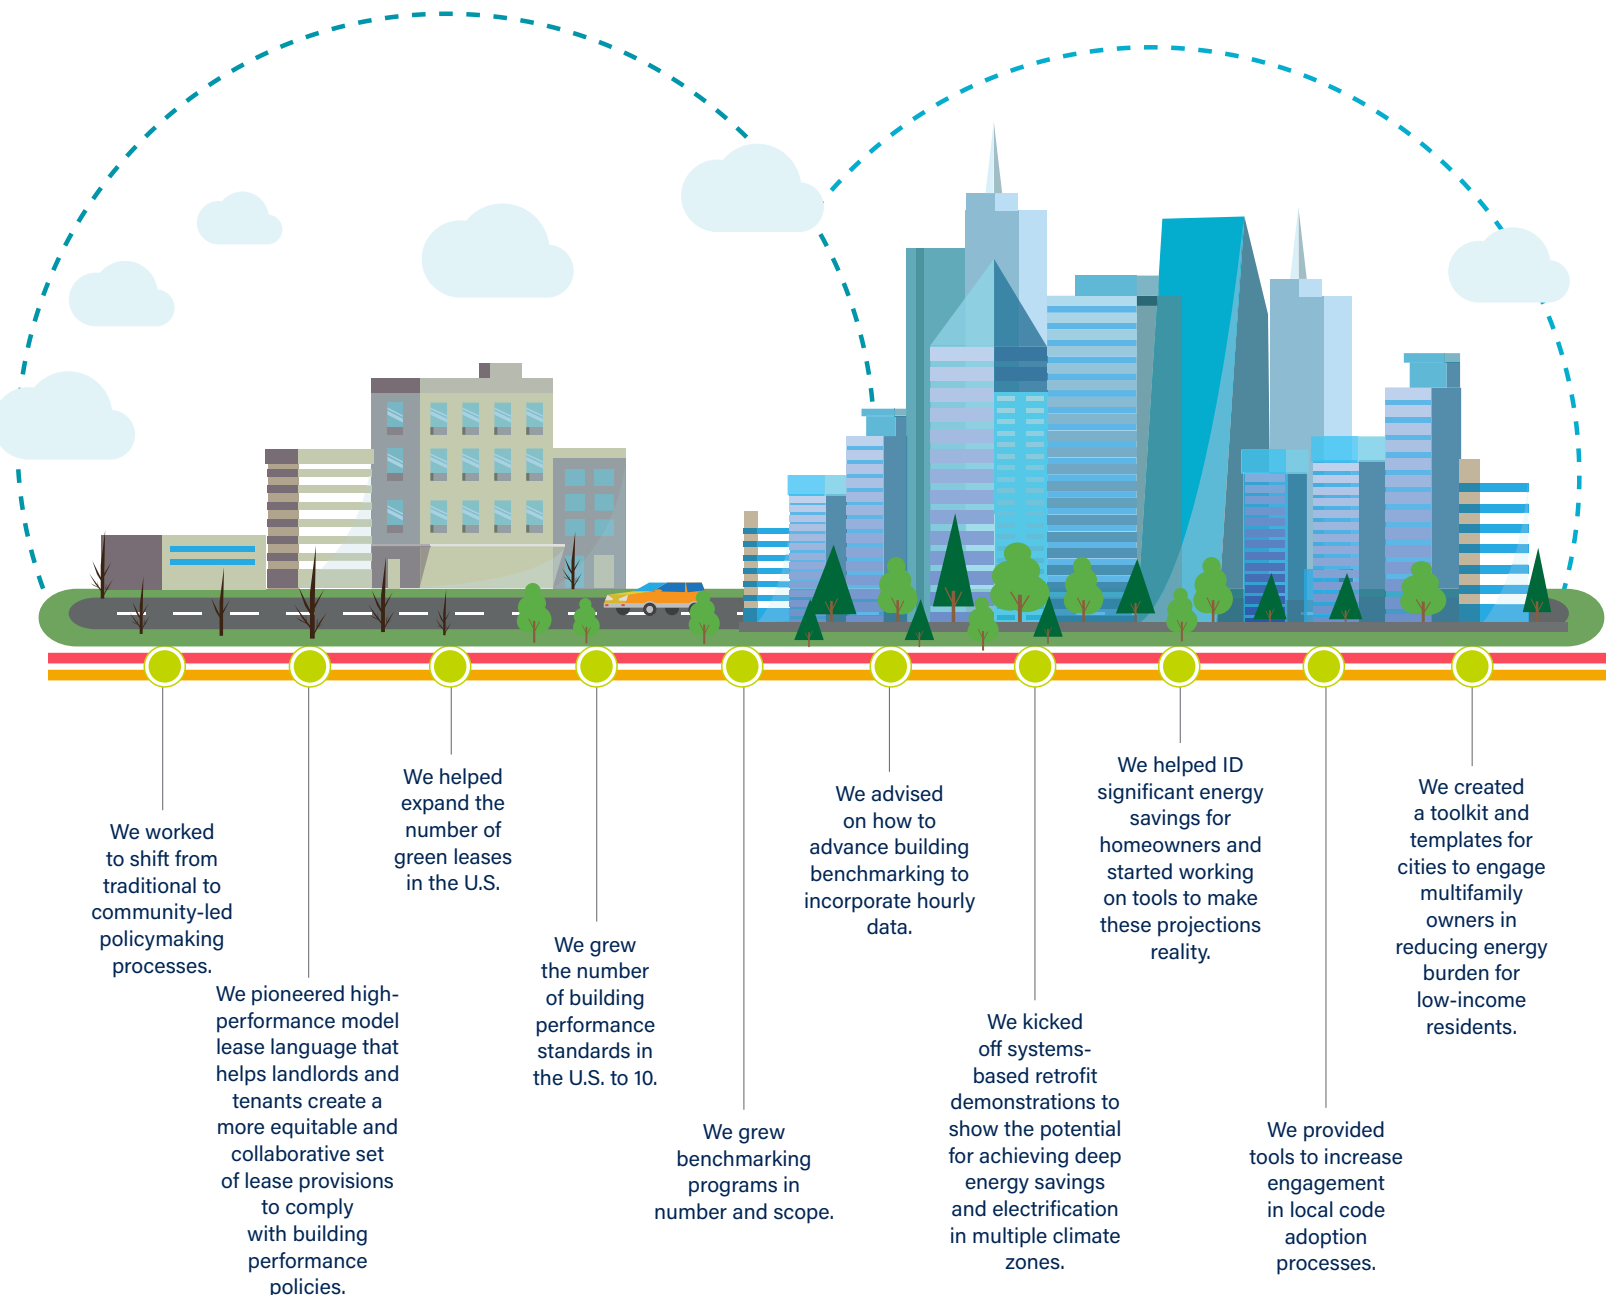 We worked
to shift from
traditional to
community-led
policymaking
processes.
We pioneered high-
performance model
lease language that
helps landlords and
tenants create a
more equitable and
collaborative set
of lease provisions
to comply
with building
performance
policies.
We helped
expand the
number of
green leases
in the U.S.
We grew
the number
of building
performance
standards in
the U.S. to 10.
We grew
benchmarking
programs in
number and scope.
We advised
on how to
advance building
benchmarking to
incorporate hourly
data.
We kicked
off systems-
based retrofit
demonstrations to
show the potential
for achieving deep
energy savings
and electrification
in multiple climate
zones.
We helped ID
significant energy
savings for
homeowners and
started working
on tools to make
these projections
reality.
We provided
tools to increase
engagement
in local code
adoption
processes.
We created
a toolkit and
templates for
cities to engage
multifamily
owners in
reducing energy
burden for
low-income
residents.